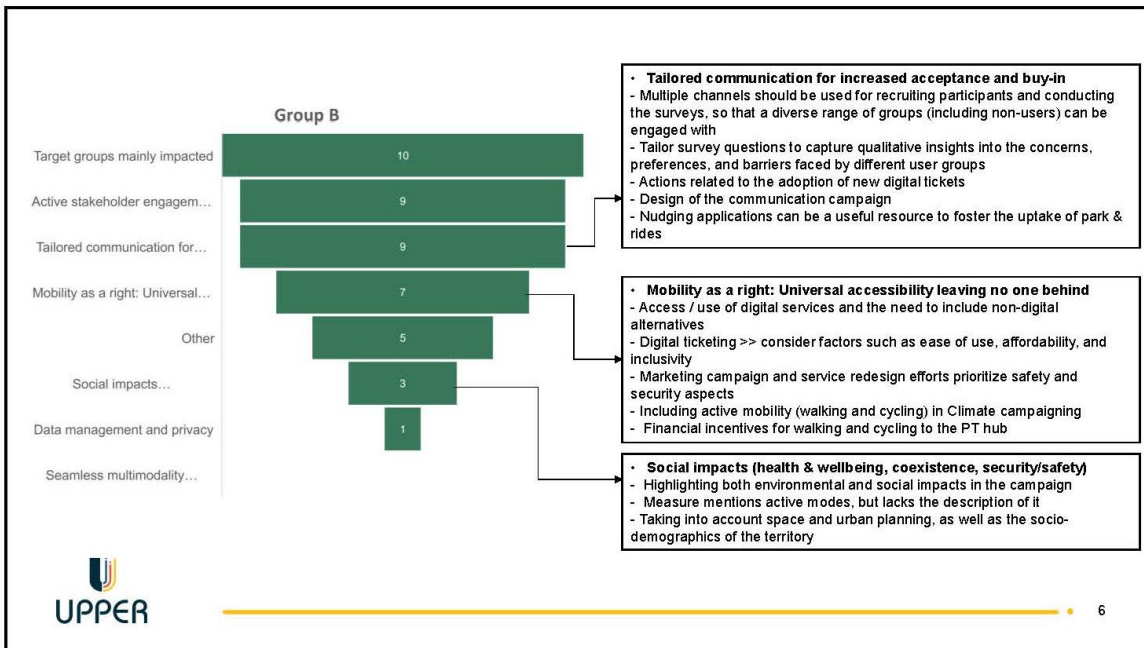 Group B
Target groups mainly impacted
10
Active stakeholder engagem…
9
Tailored communication for…
9
Mobility as a right: Universal…
7
Other
5
Social impacts…
3
Data management and privacy
1
Seamless multimodality…
• Tailored communication for increased acceptance and buy-in
- Multiple channels should be used for recruiting participants and conducting
the surveys, so that a diverse range of groups (including non-users) can be
engaged with
- Tailor survey questions to capture qualitative insights into the concerns,
preferences, and barriers faced by different user groups
- Actions related to the adoption of new digital tickets
- Design of the communication campaign
- Nudging applications can be a useful resource to foster the uptake of park &
rides
• Mobility as a right: Universal accessibility leaving no one behind
- Access / use of digital services and the need to include non-digital
alternatives
- Digital ticketing >> consider factors such as ease of use, affordability, and
inclusivity
- Marketing campaign and service redesign efforts prioritize safety and
security aspects
- Including active mobility (walking and cycling) in Climate campaigning
- Financial incentives for walking and cycling to the PT hub
• Social impacts (health & wellbeing, coexistence, security/safety)
- Highlighting both environmental and social impacts in the campaign
- Measure mentions active modes, but lacks the description of it
- Taking into account space and urban planning, as well as the socio-
demographics of the territory
UPPER
6